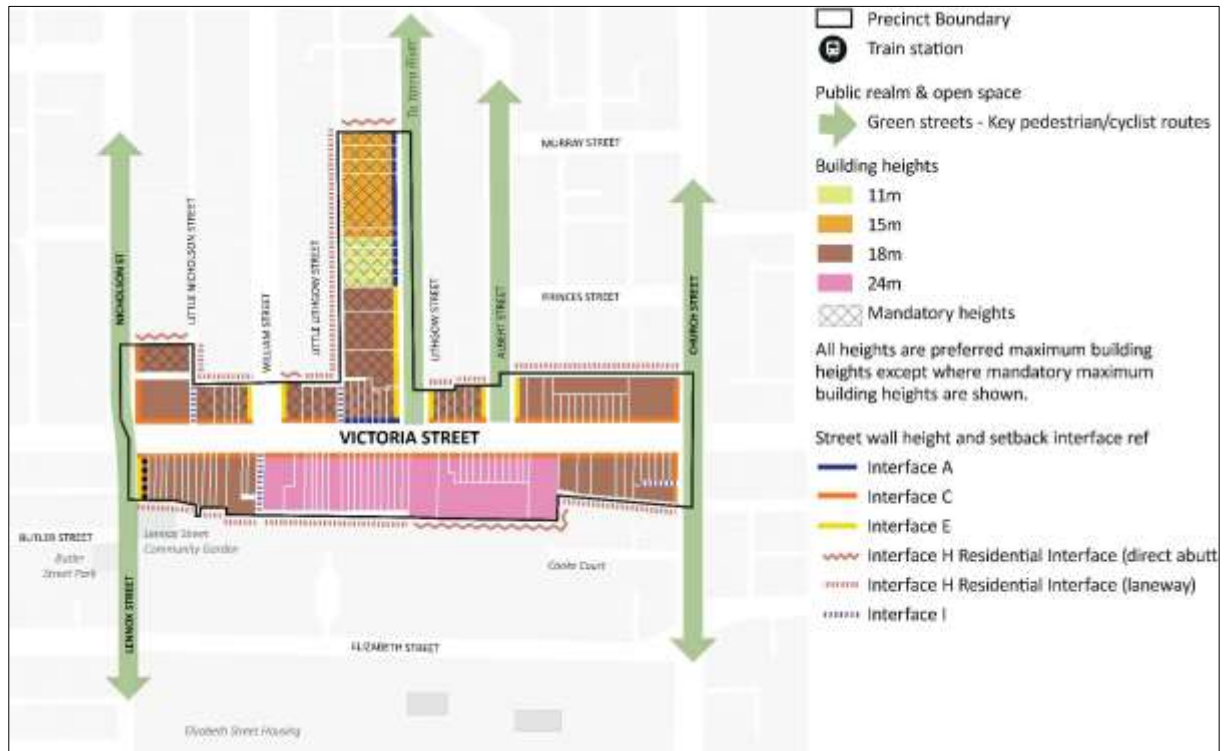 To Yarra River
MURRAY STREET
LITTLE NICHOLSON STREET
NICHOLSON ST
WILLIAM STREET
LITTLE LITHGOW STREET
LITHGOW STREET
ALBERT STREET
PRINCES STREET
CHURCH STREET
VICTORIA STREET
BUTLER STREET
Butler
Street Park
Lennox Street
Community Garden
Cooke Court
LENNOX STREET
ELIZABETH STREET
Elizabeth Street Housing
Precinct Boundary
Train station
Public realm & open space
Green streets - Key pedestrian/cyclist routes
Building heights
11m
15m
18m
24m
Mandatory heights
All heights are preferred maximum building
heights except where mandatory maximum
building heights are shown.
Street wall height and setback interface ref
Interface A
Interface C
Interface E
Interface H Residential Interface (direct abutt
Interface H Residential Interface (laneway)
Interface I